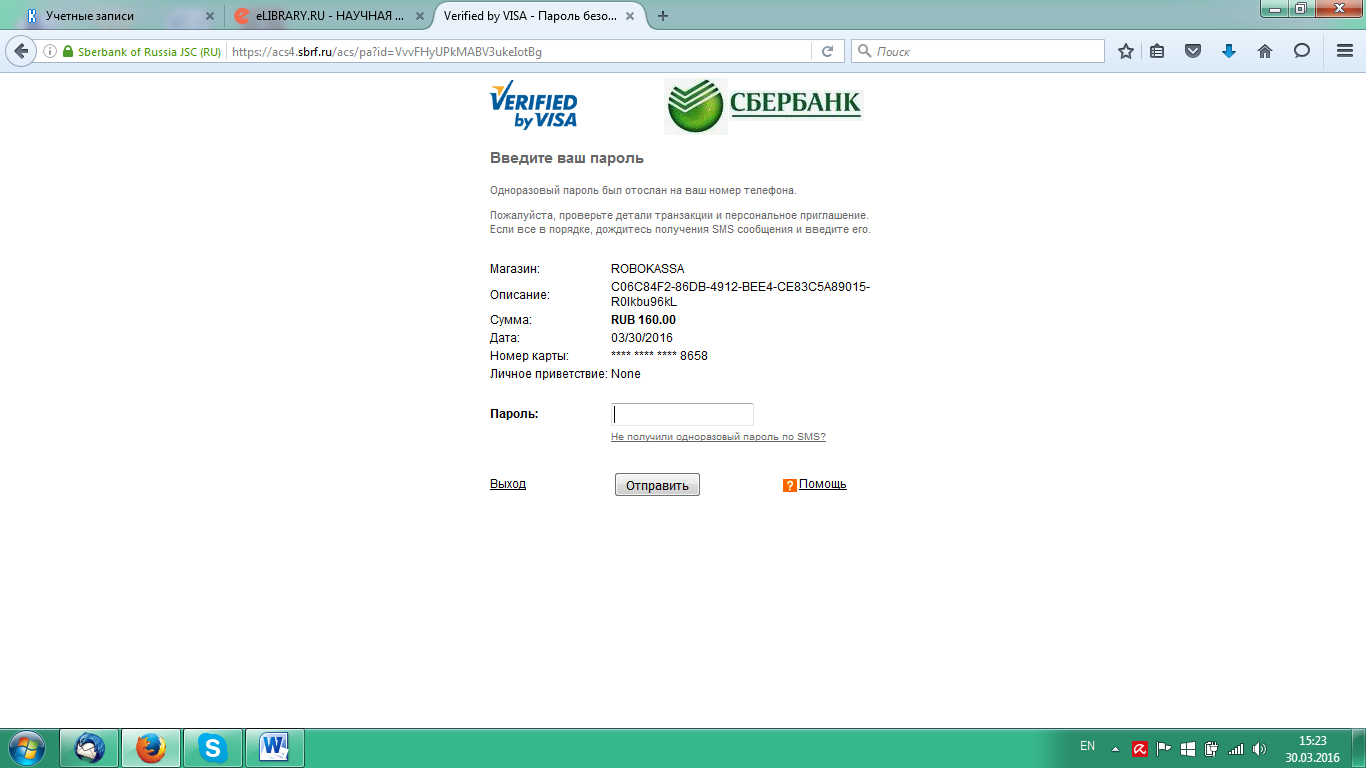 Учетные записи
eLIBRARY.RU - НАУЧНАЯ ...
Verified by VISA - Пароль безо...
Sberbank of Russia JSC (RU)
https://acs4.sbrf.ru/acs/pa?id=VvvFHyUPkMABV3ukeIotBg
Поиск
VERIFIED
by VISA
СБЕРБАНК
Введите ваш пароль
Одноразовый пароль был отослан на ваш номер телефона.
Пожалуйста, проверьте детали транзакции и персональное приглашение.
Если все в порядке, дождитесь получения SMS сообщения и введите его.
Магазин: ROBOKASSA
Описание: C06C84F2-86DB-4912-BEE4-CE83C5A89015-
R0Ikbu96kL
Сумма: RUB 160.00
Дата: 03/30/2016
Номер карты: **** **** **** 8658
Личное приветствие: None
Пароль:
Не получили одноразовый пароль по SMS?
Выход
Отправить
? Помощь
EN
15:23
30.03.2016